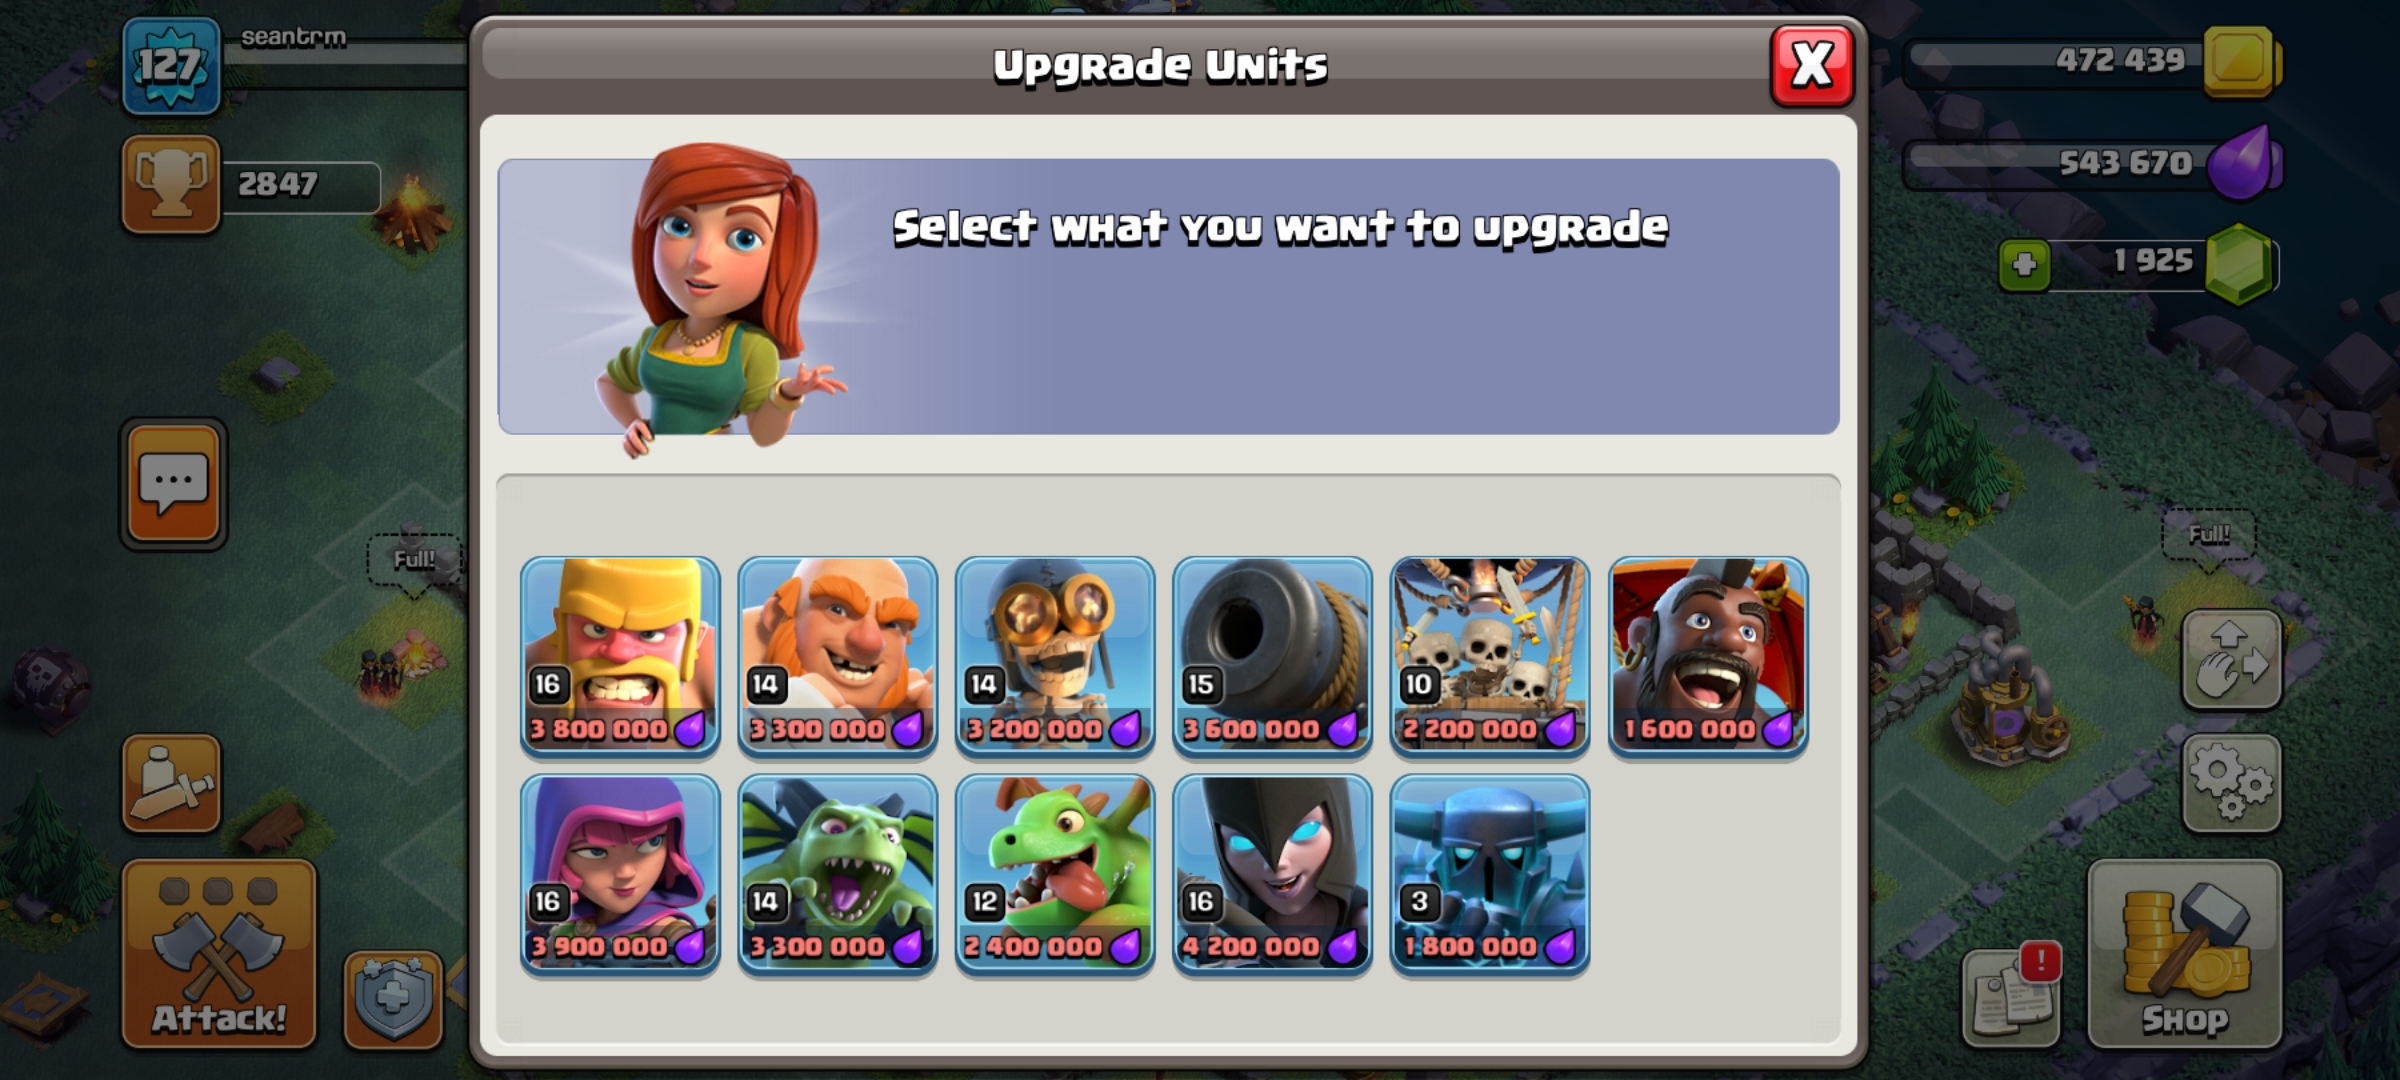 127
seantrm
2847
Upgrade Units
X
472 439
543 670
1 925
Select what you want to upgrade
Full!
Full!
16
3 800 000
14
3 300 000
14
3 200 000
15
3 600 000
10
2 200 000
1 600 000
16
3 900 000
14
3 300 000
12
2 400 000
16
4 200 000
3
1 800 000
Attack!
!
Shop